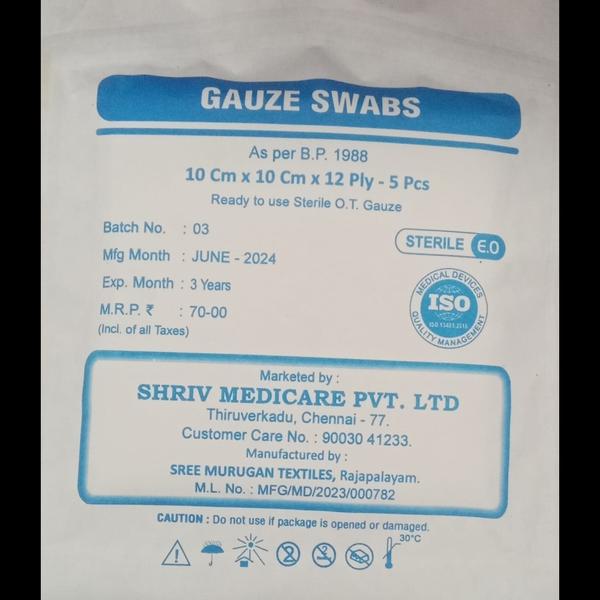 GAUZE SWABS
As per B.P. 1988
10 Cm x 10 Cm x 12 Ply - 5 Pcs
Ready to use Sterile O.T. Gauze
Batch No. : 03
Mfg Month : JUNE - 2024
Exp. Month : 3 Years
M.R.P. ₹ : 70-00
(Incl. of all Taxes)
STERILE E.O
MEDICAL DEVICES
ISO
ISO 13485:2016
QUALITY MANAGEMENT
Marketed by :
SHRIV MEDICARE PVT. LTD
Thiruverkadu, Chennai - 77.
Customer Care No. : 90030 41233.
Manufactured by :
SREE MURUGAN TEXTILES, Rajapalayam.
M.L. No. : MFG/MD/2023/000782
CAUTION : Do not use if package is opened or damaged.
30°C